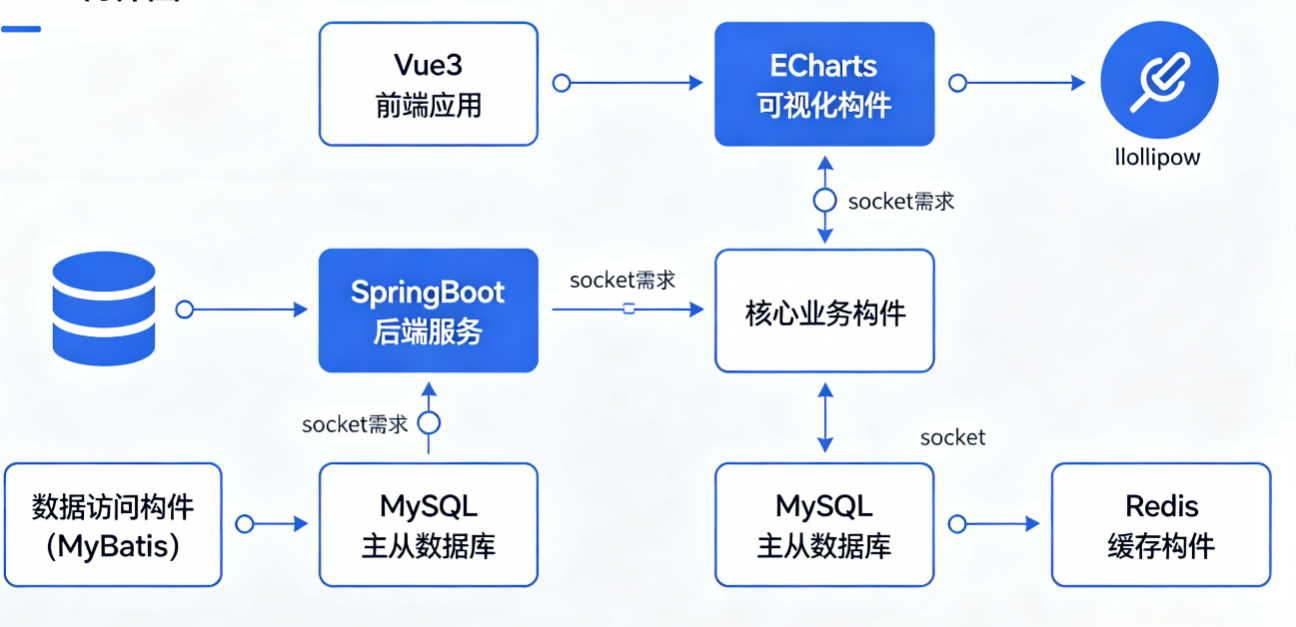 Vue3
前端应用
ECharts
可视化构件
llollipow
socket需求
SpringBoot
后端服务
socket需求
核心业务构件
socket需求
socket
数据访问构件
(MyBatis)
MySQL
主从数据库
MySQL
主从数据库
Redis
缓存构件